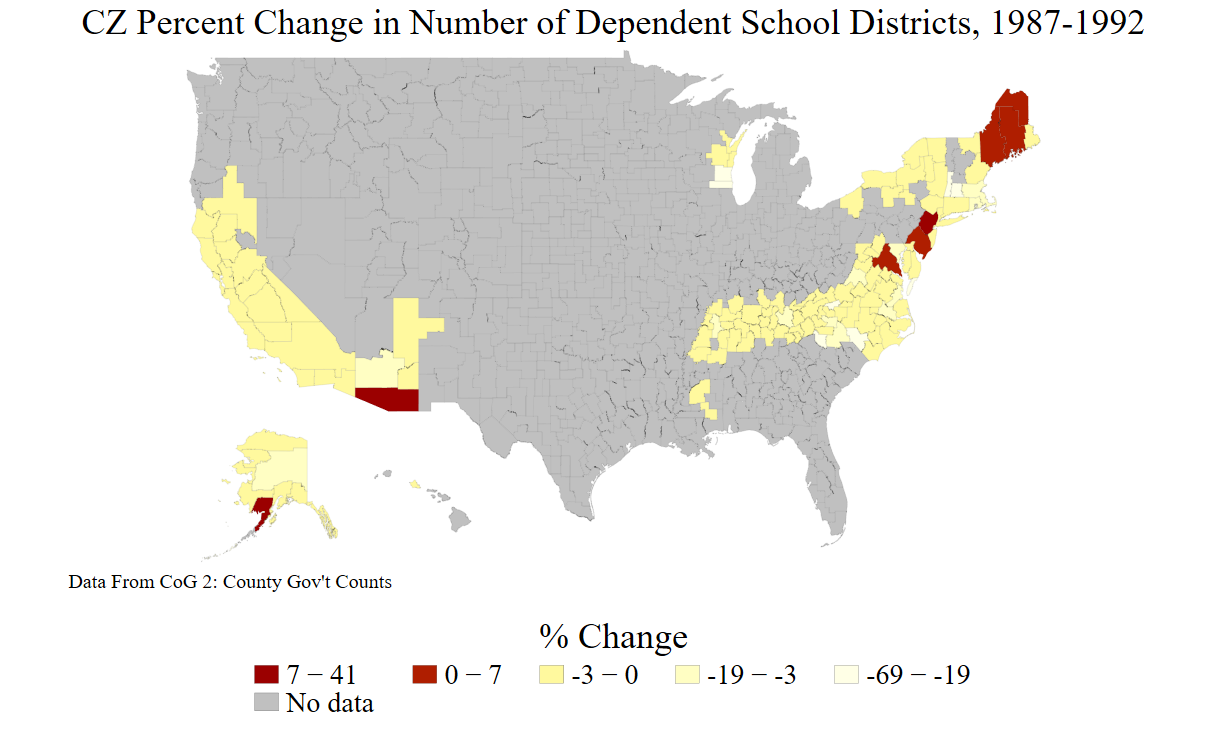 CZ Percent Change in Number of Dependent School Districts, 1987-1992
Data From CoG 2: County Gov't Counts
% Change
7 − 41
0 − 7
-3 − 0
-19 − -3
-69 − -19
No data